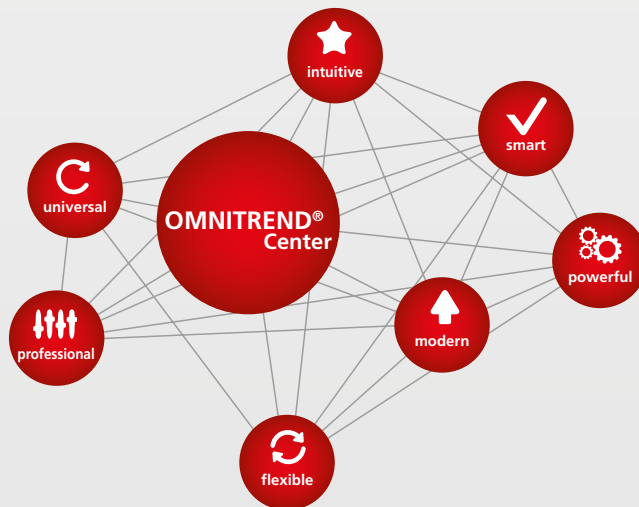 intuitive
smart
universal
OMNITREND®
Center
powerful
modern
professional
flexible